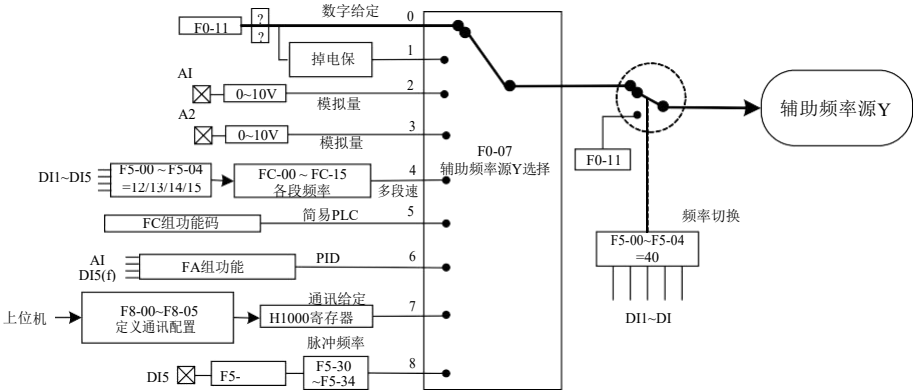 数字给定 0
F0-11
?
?
掉电保 1
AI
0~10V 2
模拟量
A2
0~10V 3
模拟量
F0-07
辅助频率源Y选择
DI1~DI5
F5-00 ~ F5-04
=12/13/14/15
FC-00 ~ FC-15
各段频率
4
多段速
FC组功能码
简易PLC 5
AI
DI5(f)
FA组功能
PID 6
上位机
F8-00~F8-05
定义通讯配置
通讯给定
H1000寄存器
7
脉冲频率
DI5
F5-
F5-30
~F5-34
8
F0-11
辅助频率源Y
频率切换
F5-00~F5-04
=40
DI1~DI